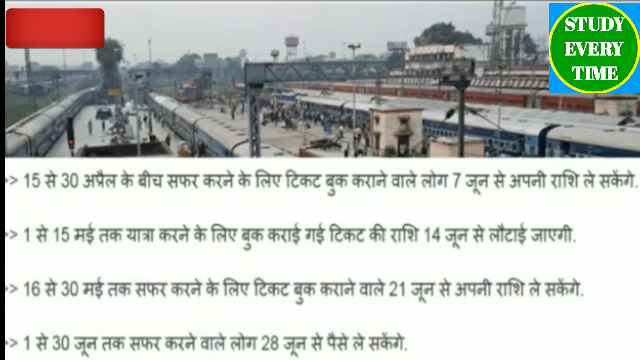 STUDY
EVERY
TIME
>> 15 से 30 अप्रैल के बीच सफर करने के लिए टिकट बुक कराने वाले लोग 7 जून से अपनी राशि ले सकेंगे.
>> 1 से 15 मई तक यात्रा करने के लिए बुक कराई गई टिकट की राशि 14 जून से लौटाई जाएगी.
>> 16 से 30 मई तक सफर करने के लिए टिकट बुक कराने वाले 21 जून से अपनी राशि ले सकेंगे.
>> 1 से 30 जून तक सफर करने वाले लोग 28 जून से पैसे ले सकेंगे.